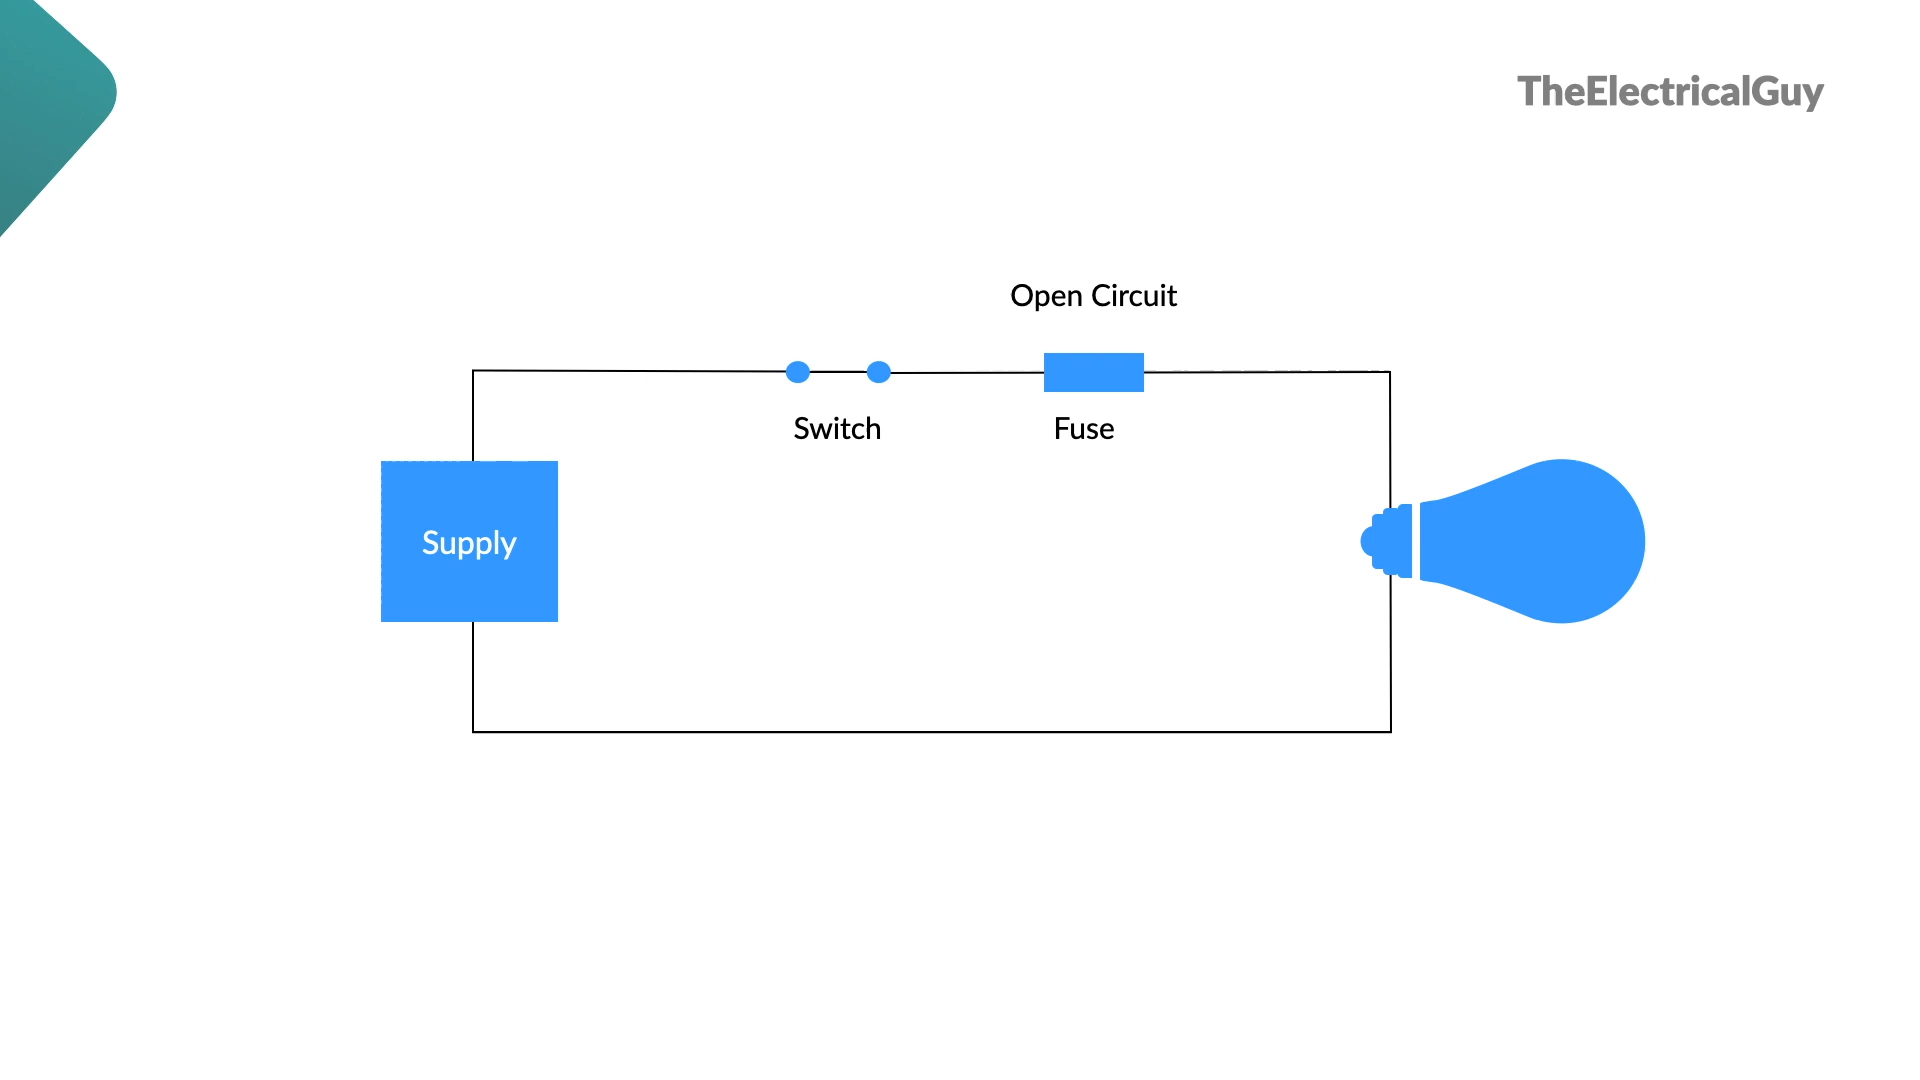 TheElectricalGuy
Open Circuit
Switch
Fuse
Supply